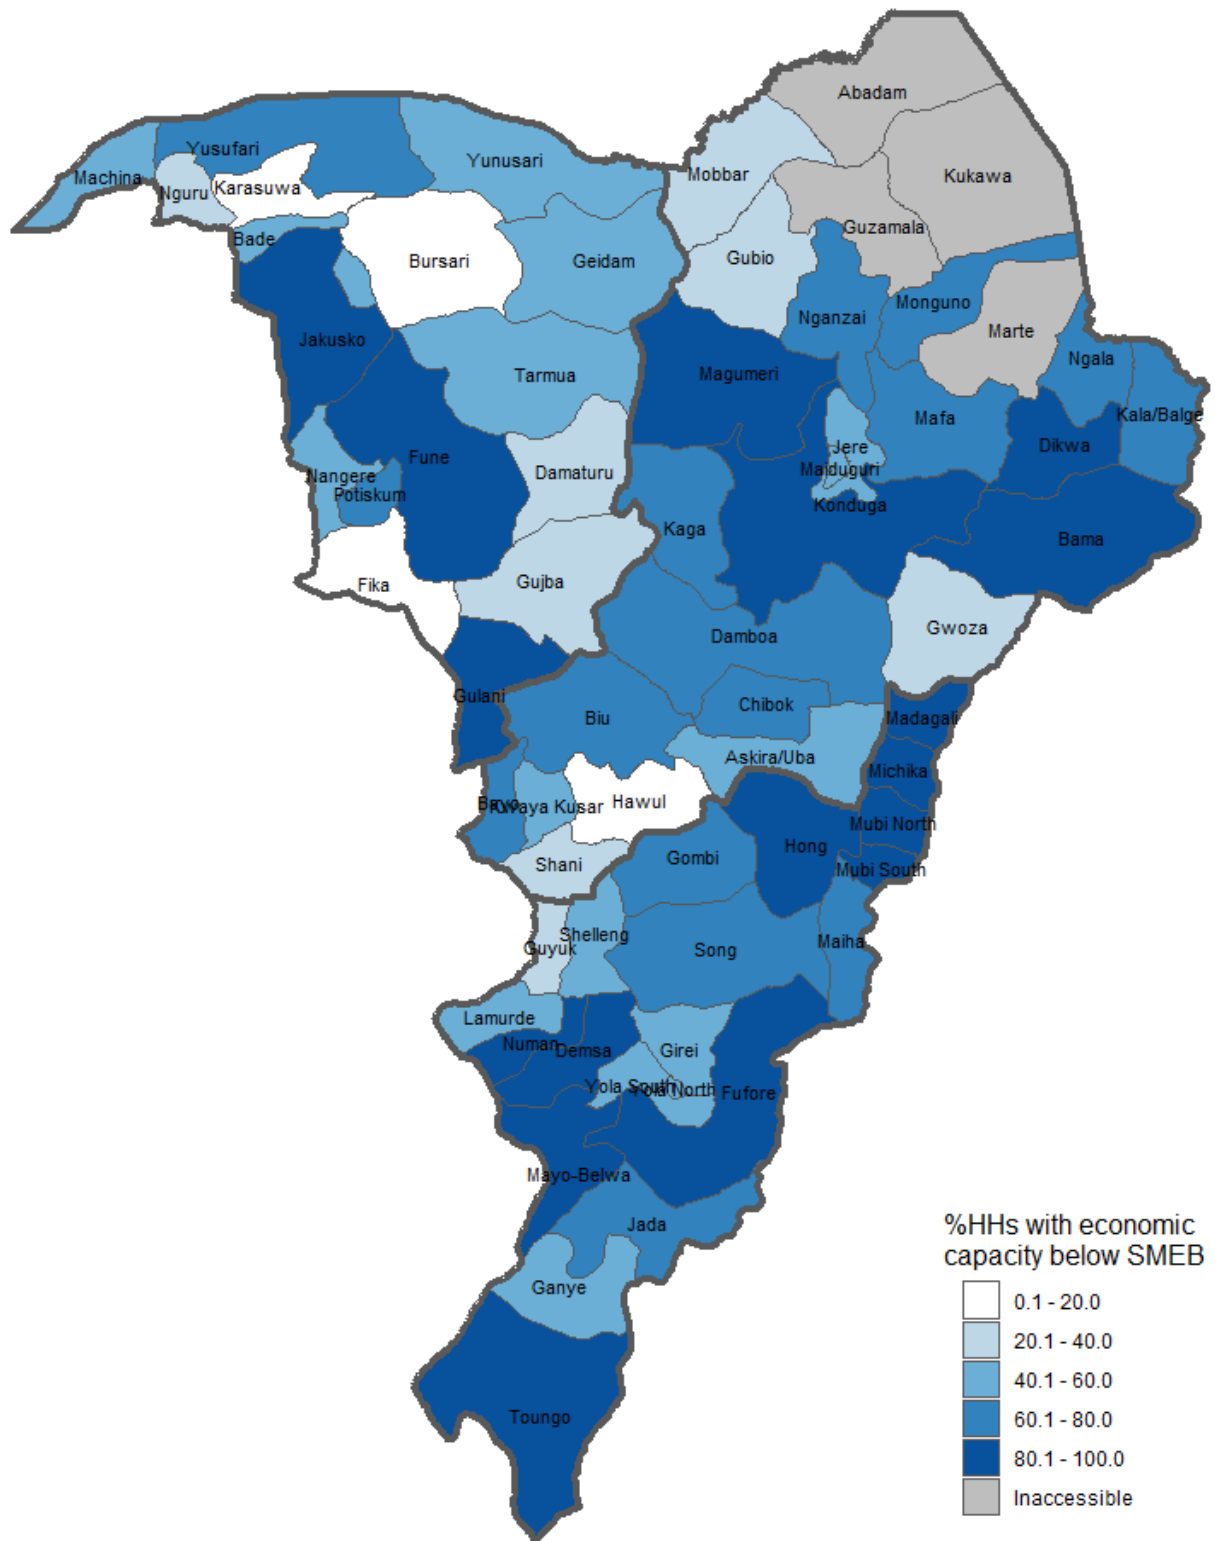 Abadam
Yusufari
Yunusari
Mobbar
Kukawa
Machina
Nguru
Karasuwa
Guzamala
Bade
Bursari
Geidam
Gubio
Monguno
Nganzai
Marte
Jakusko
Ngala
Tarmua
Magumeri
Kala/Balge
Mafa
Dikwa
Jere
Fune
Damaturu
Maiduguri
Nangere
Potiskum
Konduga
Kaga
Bama
Fika
Gujba
Gwoza
Damboa
Gulani
Chibok
Biu
Madagali
Askira/Uba
Michika
Bayo
Kwaya Kusar
Hawul
Mubi North
Hong
Gombi
Shani
Mubi South
Shelleng
Guyuk
Song
Maiha
Lamurde
Numan
Demsa
Girei
Yola South
Yola North
Fufore
Mayo-Belwa
Jada
Ganye
Toungo
%HHs with economic
capacity below SMEB
0.1 - 20.0
20.1 - 40.0
40.1 - 60.0
60.1 - 80.0
80.1 - 100.0
Inaccessible